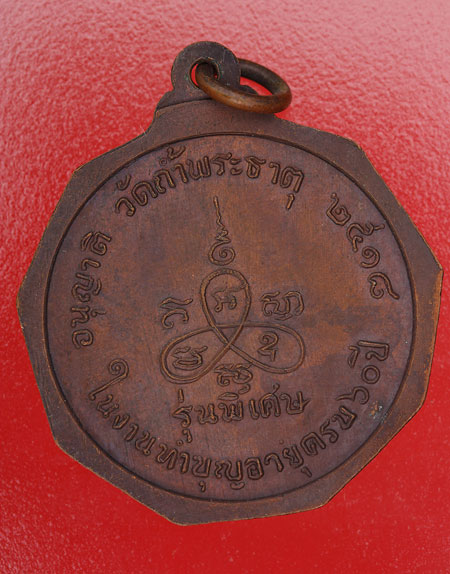 อนุญาติ วัดถ้ำพระธาตุ ๒๕๑๘
รุ่นพิเศษ
ในงานทำบุญอายุครบ ๖๐ ปี